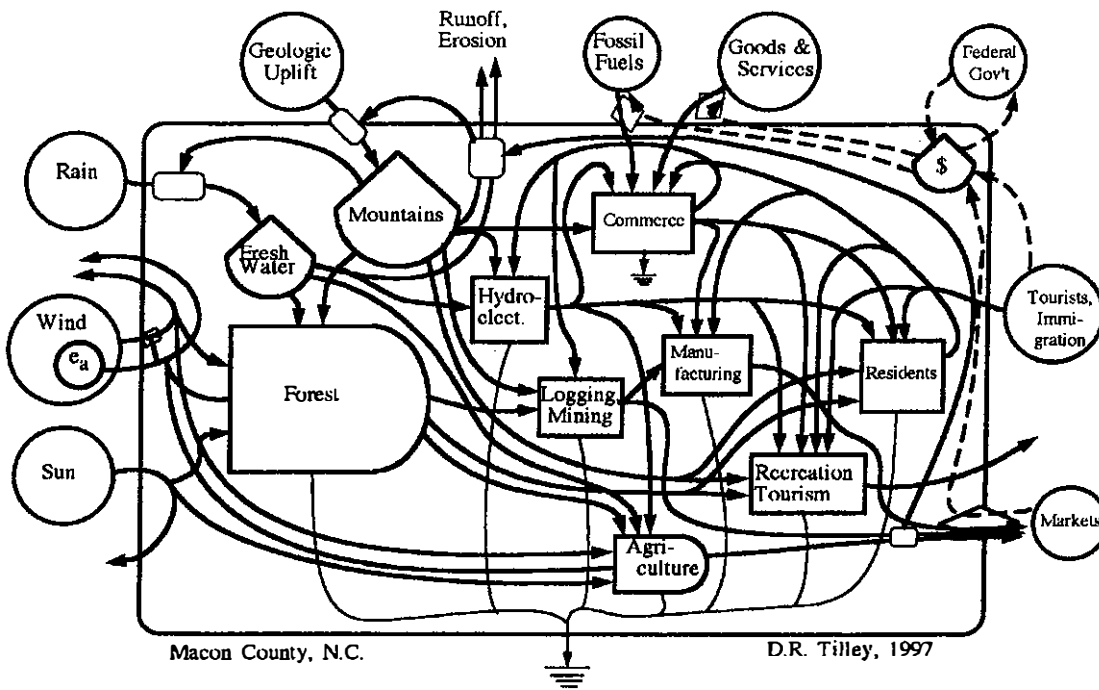 Runoff,
Erosion
Geologic
Uplift
Fossil
Fuels
Goods &
Services
Federal
Gov't
Rain
$
Mountains
Commerce
Fresh
Water
Hydro-
elect.
Wind
ea
Tourists,
Immi-
gration
Manu-
facturing
Residents
Forest
Logging
Mining
Sun
Recreation
Tourism
Markets
Agri-
culture
Macon County, N.C.
D.R. Tilley, 1997